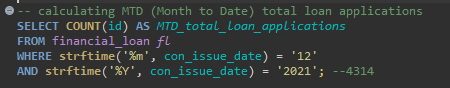 -- calculating MTD (Month to Date) total loan applications
SELECT COUNT(id) AS MTD_total_loan_applications
FROM financial_loan fl
WHERE strftime('%m', con_issue_date) = '12'
AND strftime('%Y', con_issue_date) = '2021'; --4314